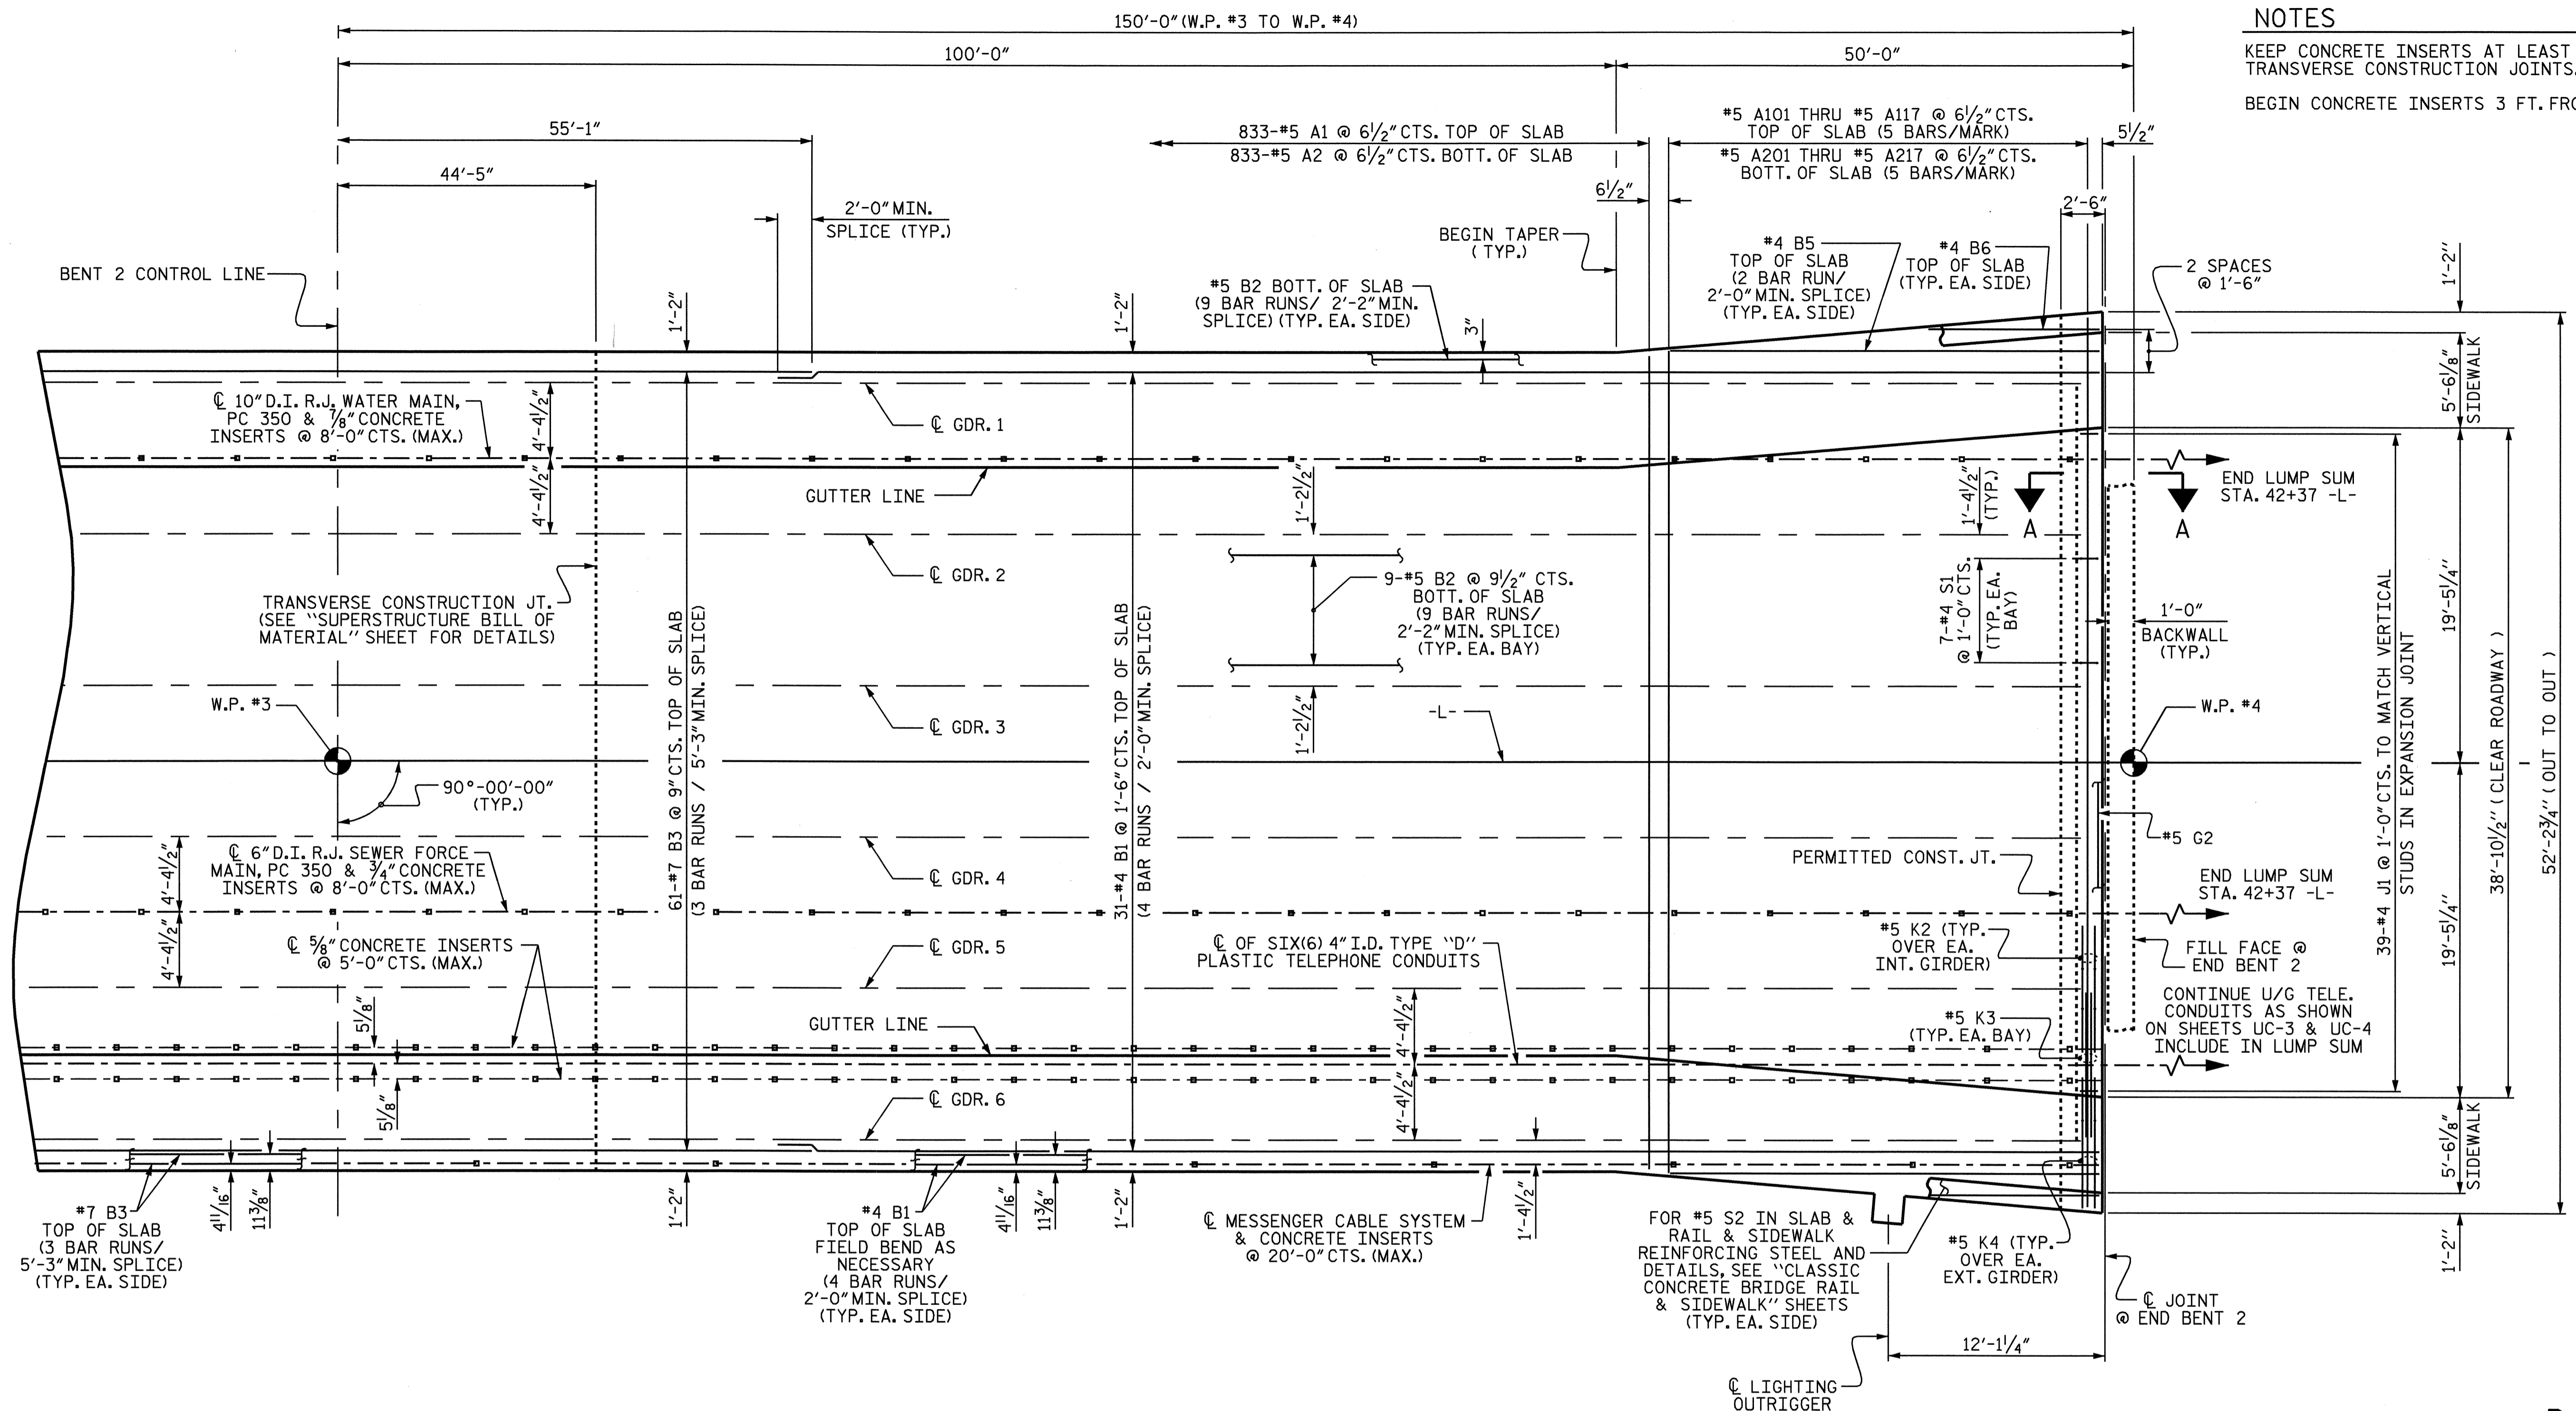 150'-0" (W.P. #3 TO W.P. #4)
100'-0"
50'-0"
NOTES
KEEP CONCRETE INSERTS AT LEAST
TRANSVERSE CONSTRUCTION JOINTS.
BEGIN CONCRETE INSERTS 3 FT. FRO
55'-1"
833-#5 A1 @ 6½" CTS. TOP OF SLAB
833-#5 A2 @ 6½" CTS. BOTT. OF SLAB
#5 A101 THRU #5 A117 @ 6½" CTS.
TOP OF SLAB (5 BARS/MARK)
#5 A201 THRU #5 A217 @ 6½" CTS.
BOTT. OF SLAB (5 BARS/MARK)
5½"
44'-5"
6½"
2'-6"
2'-0" MIN.
SPLICE (TYP.)
BEGIN TAPER
(TYP.)
#4 B5
TOP OF SLAB
(2 BAR RUN/
2'-0" MIN. SPLICE)
(TYP. EA. SIDE)
#4 B6
TOP OF SLAB
(TYP. EA. SIDE)
2 SPACES
@ 1'-6"
1'-2"
BENT 2 CONTROL LINE
#5 B2 BOTT. OF SLAB
(9 BAR RUNS/ 2'-2" MIN.
SPLICE) (TYP. EA. SIDE)
1'-2"
1'-2"
3"
5'-6⅛"
SIDEWALK
℄ 10" D.I. R.J. WATER MAIN,
PC 350 & ⅞" CONCRETE
INSERTS @ 8'-0" CTS. (MAX.)
4'-4½"
4'-4½"
℄ GDR. 1
GUTTER LINE
1'-2½"
1'-4½"
(TYP.)
A
A
END LUMP SUM
STA. 42+37 -L-
℄ GDR. 2
TRANSVERSE CONSTRUCTION JT.
(SEE "SUPERSTRUCTURE BILL OF
MATERIAL" SHEET FOR DETAILS)
9-#5 B2 @ 9½" CTS.
BOTT. OF SLAB
(9 BAR RUNS/
2'-2" MIN. SPLICE)
(TYP. EA. BAY)
7-#4 S1
@ 1'-0" CTS.
(TYP. EA.
BAY)
1'-0"
BACKWALL
(TYP.)
19'-5¼"
61-#7 B3 @ 9" CTS. TOP OF SLAB
(3 BAR RUNS / 5'-3" MIN. SPLICE)
31-#4 B1 @ 1'-6" CTS. TOP OF SLAB
(4 BAR RUNS / 2'-0" MIN. SPLICE)
39-#4 J1 @ 1'-0" CTS. TO MATCH VERTICAL
STUDS IN EXPANSION JOINT
38'-10½" ( CLEAR ROADWAY )
52'-2¾" ( OUT TO OUT )
W.P. #3
℄ GDR. 3
1'-2½"
-L-
W.P. #4
90°-00'-00"
(TYP.)
℄ 6" D.I. R.J. SEWER FORCE
MAIN, PC 350 & ¾" CONCRETE
INSERTS @ 8'-0" CTS. (MAX.)
4'-4½"
4'-4½"
℄ GDR. 4
PERMITTED CONST. JT.
#5 G2
END LUMP SUM
STA. 42+37 -L-
19'-5¼"
℄ ⅝" CONCRETE INSERTS
@ 5'-0" CTS. (MAX.)
℄ GDR. 5
℄ OF SIX(6) 4" I.D. TYPE "D"
PLASTIC TELEPHONE CONDUITS
#5 K2 (TYP.
OVER EA.
INT. GIRDER)
FILL FACE @
END BENT 2
5⅛"
5⅛"
GUTTER LINE
4'-4½"
4'-4½"
#5 K3
(TYP. EA. BAY)
CONTINUE U/G TELE.
CONDUITS AS SHOWN
ON SHEETS UC-3 & UC-4
INCLUDE IN LUMP SUM
℄ GDR. 6
5'-6⅛"
SIDEWALK
#7 B3
TOP OF SLAB
(3 BAR RUNS/
5'-3" MIN. SPLICE)
(TYP. EA. SIDE)
4 11/16"
11⅜"
1'-2"
#4 B1
TOP OF SLAB
FIELD BEND AS
NECESSARY
(4 BAR RUNS/
2'-0" MIN. SPLICE)
(TYP. EA. SIDE)
4 11/16"
11⅜"
1'-2"
℄ MESSENGER CABLE SYSTEM
& CONCRETE INSERTS
@ 20'-0" CTS. (MAX.)
1'-4½"
FOR #5 S2 IN SLAB &
RAIL & SIDEWALK
REINFORCING STEEL AND
DETAILS, SEE "CLASSIC
CONCRETE BRIDGE RAIL
& SIDEWALK" SHEETS
(TYP. EA. SIDE)
#5 K4 (TYP.
OVER EA.
EXT. GIRDER)
1'-2"
℄ JOINT
@ END BENT 2
12'-1¼"
℄ LIGHTING
OUTRIGGER